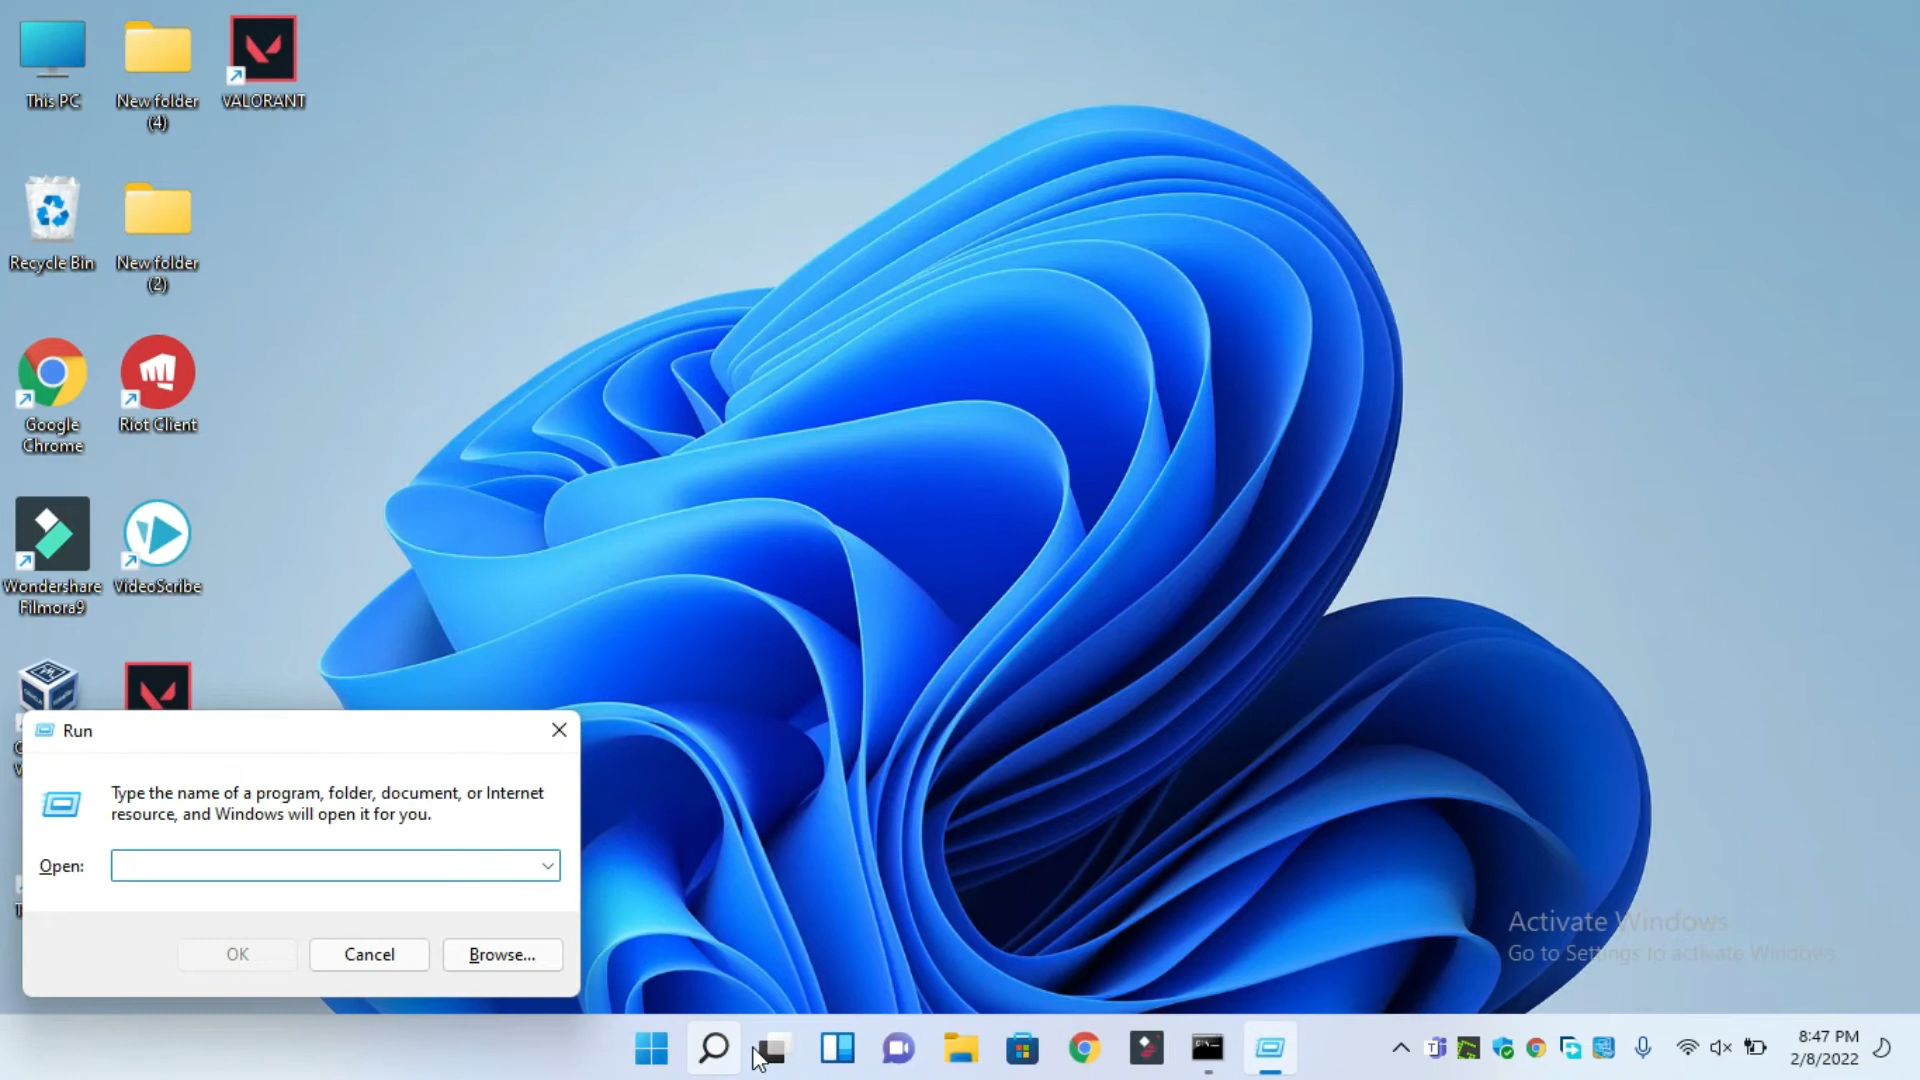 This PC
New folder
(4)
VALORANT
Recycle Bin
New folder
(2)
Google
Chrome
Riot Client
Wondershare
Filmora9
VideoScribe
Run
Type the name of a program, folder, document, or Internet
resource, and Windows will open it for you.
Open:
OK
Cancel
Browse...
Activate Windows
Go to Settings to activate Windows.
8:47 PM
2/8/2022